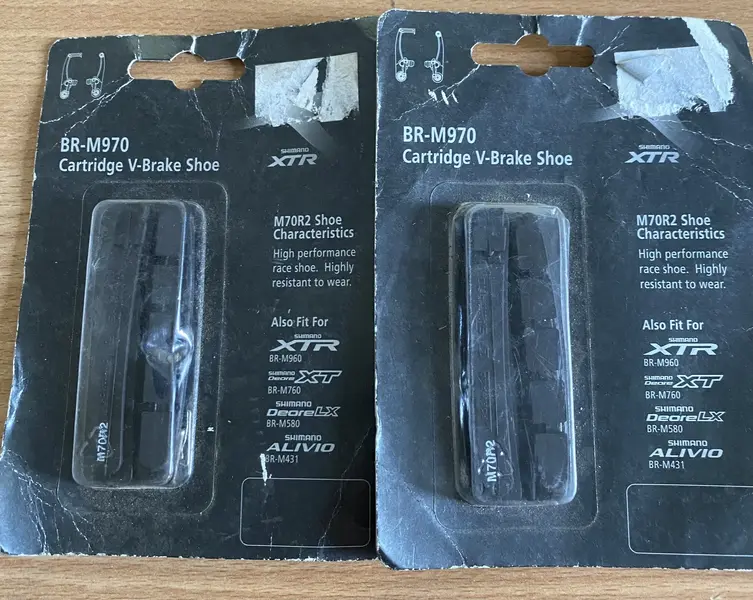 BR-M970
Cartridge V-Brake Shoe
SHIMANO
XTR
M70R2 Shoe
Characteristics
High performance
race shoe. Highly
resistant to wear.
Also Fit For
SHIMANO
XTR
BR-M960
SHIMANO
Deore XT
BR-M760
SHIMANO
Deore LX
BR-M580
SHIMANO
ALIVIO
BR-M431
M70R2
BR-M970
Cartridge V-Brake Shoe
SHIMANO
XTR
M70R2 Shoe
Characteristics
High performance
race shoe. Highly
resistant to wear.
Also Fit For
SHIMANO
XTR
BR-M960
SHIMANO
Deore XT
BR-M760
SHIMANO
Deore LX
BR-M580
SHIMANO
ALIVIO
BR-M431
M70R2